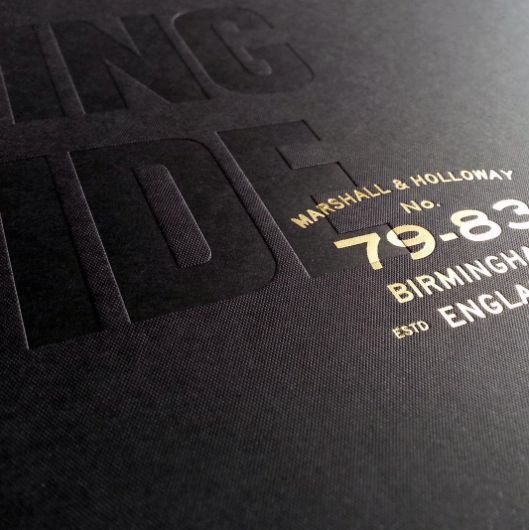 ING
IDE
MARSHALL & HOLLOWAY
No.
79-83
BIRMINGHA
ESTD ENGLA